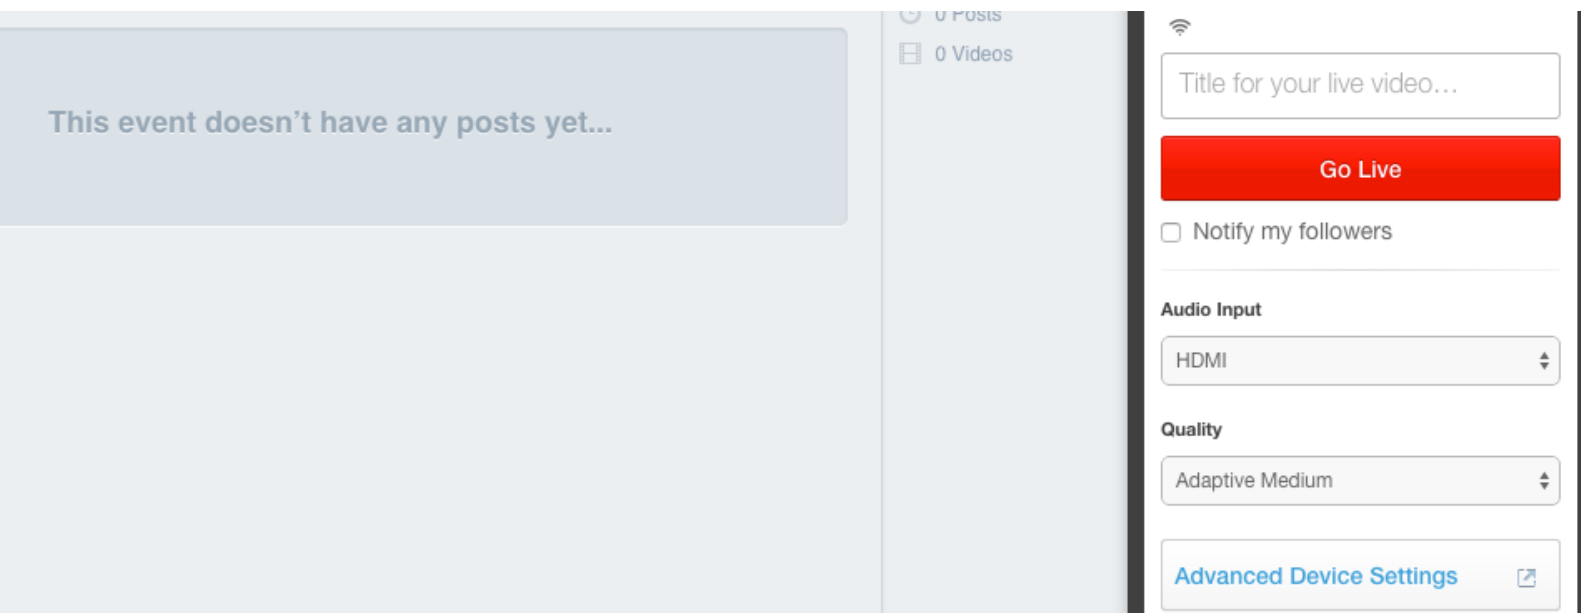 0 Posts
0 Videos
This event doesn't have any posts yet...
Title for your live video...
Go Live
Notify my followers
Audio Input
HDMI
Quality
Adaptive Medium
Advanced Device Settings